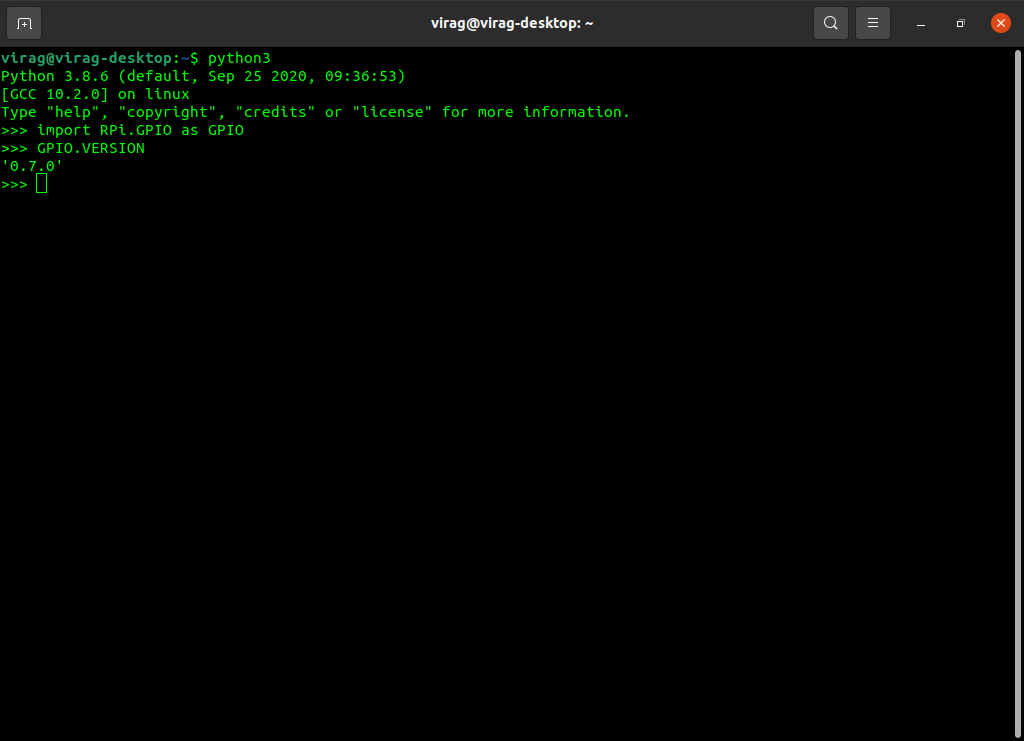 virag@virag-desktop: ~
virag@virag-desktop:~$ python3
Python 3.8.6 (default, Sep 25 2020, 09:36:53)
[GCC 10.2.0] on linux
Type "help", "copyright", "credits" or "license" for more information.
>>> import RPi.GPIO as GPIO
>>> GPIO.VERSION
'0.7.0'
>>>